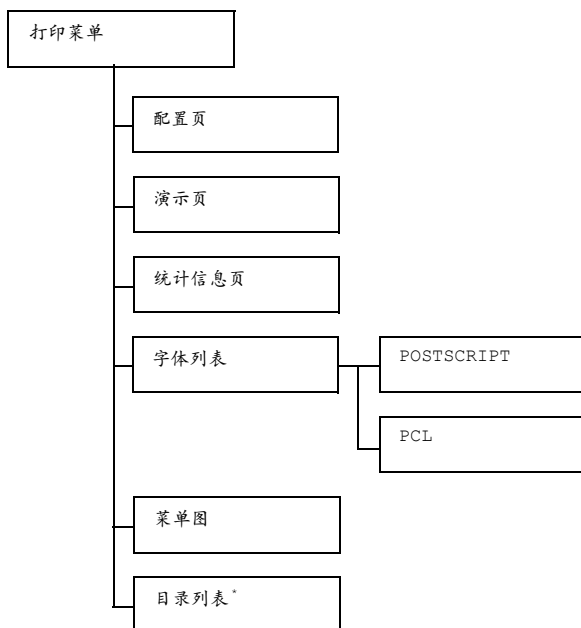 打印菜单
配置页
演示页
统计信息页
字体列表
POSTSCRIPT
PCL
菜单图
目录列表*